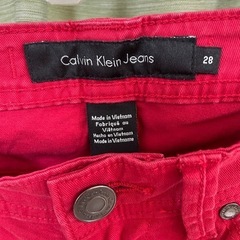 Calvin Klein Jeans 28
Made in Vietnam
Fabriqué au
Viêtnam
Hecho en Vietnam
Made in Vietnam